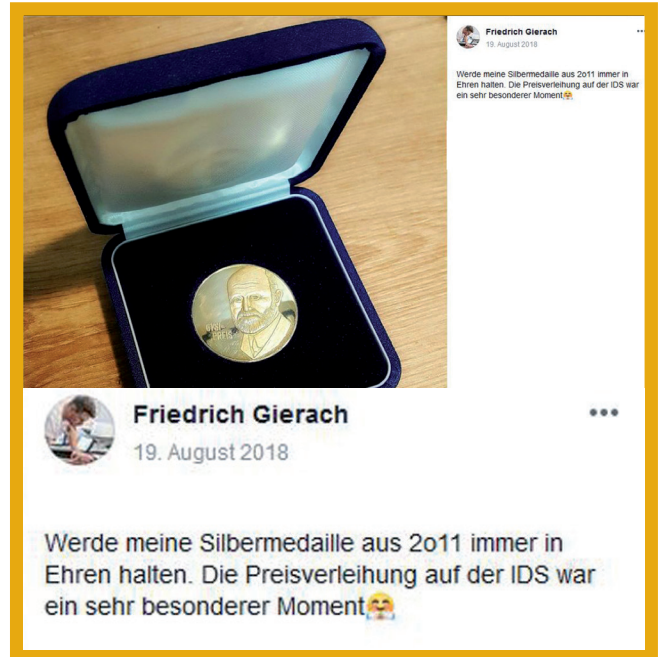 Friedrich Gierach
19. August 2018
Werde meine Silbermedaille aus 2o11 immer in
Ehren halten. Die Preisverleihung auf der IDS war
ein sehr besonderer Moment🤗
PREIS
Friedrich Gierach
19. August 2018
Werde meine Silbermedaille aus 2o11 immer in
Ehren halten. Die Preisverleihung auf der IDS war
ein sehr besonderer Moment🤗